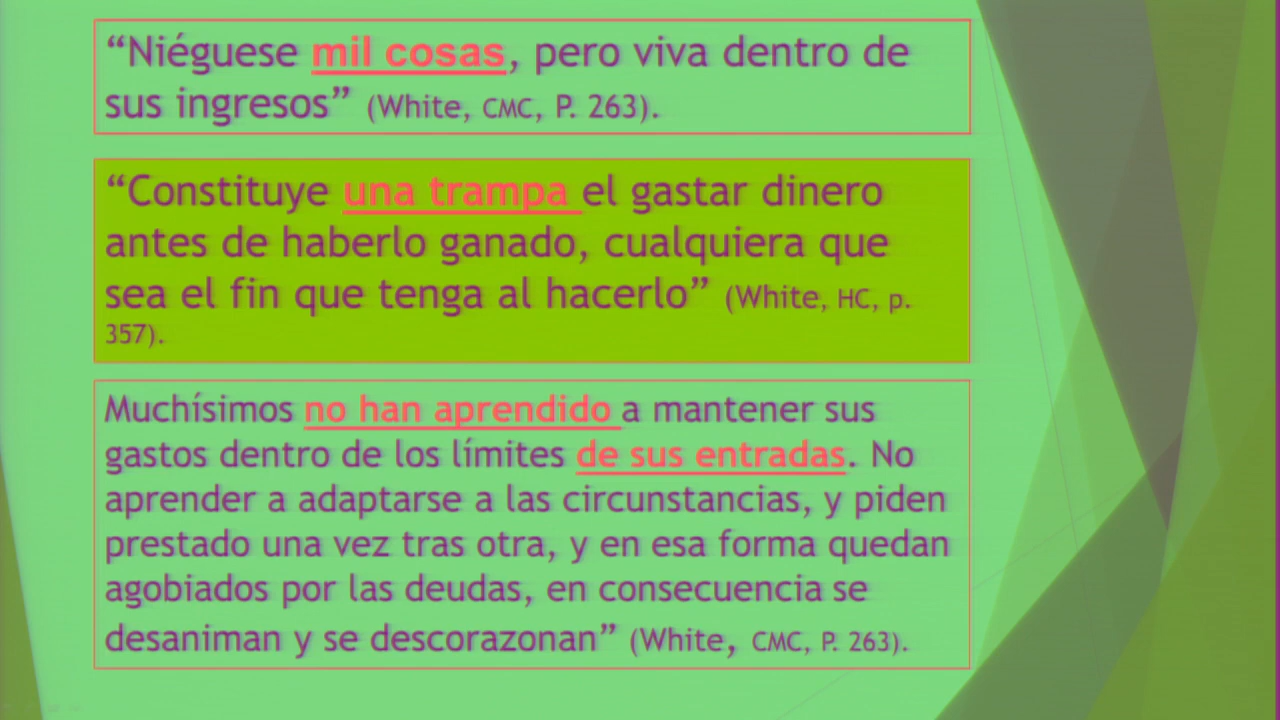 “Niéguese mil cosas, pero viva dentro de
sus ingresos” (White, CMC, P. 263).
“Constituye una trampa el gastar dinero
antes de haberlo ganado, cualquiera que
sea el fin que tenga al hacerlo” (White, HC, p.
357).
Muchísimos no han aprendido a mantener sus
gastos dentro de los límites de sus entradas. No
aprender a adaptarse a las circunstancias, y piden
prestado una vez tras otra, y en esa forma quedan
agobiados por las deudas, en consecuencia se
desaniman y se descorazonan” (White, CMC, P. 263).